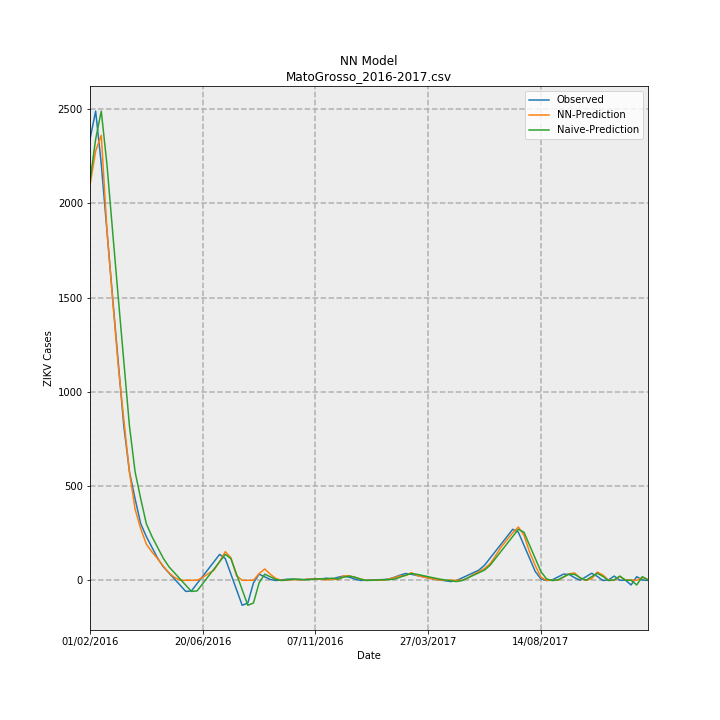 NN Model
MatoGrosso_2016-2017.csv
Observed
NN-Prediction
Naive-Prediction
2500
2000
1500
1000
500
0
ZIKV Cases
01/02/2016 20/06/2016 07/11/2016 27/03/2017 14/08/2017
Date